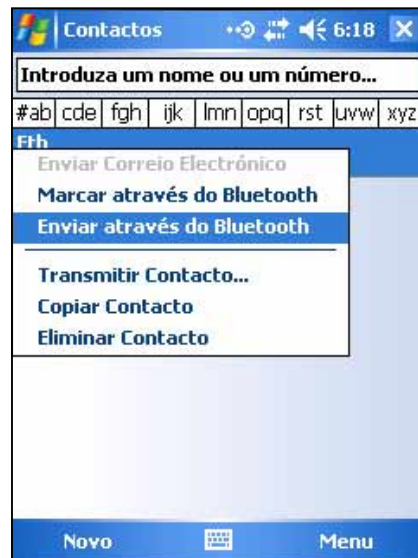 Contactos 6:18
Introduza um nome ou um número...
#ab cde fgh ijk lmn opq rst uvw xyz
Enviar Correio Electrónico
Marcar através do Bluetooth
Enviar através do Bluetooth
Transmitir Contacto...
Copiar Contacto
Eliminar Contacto
Novo Menu